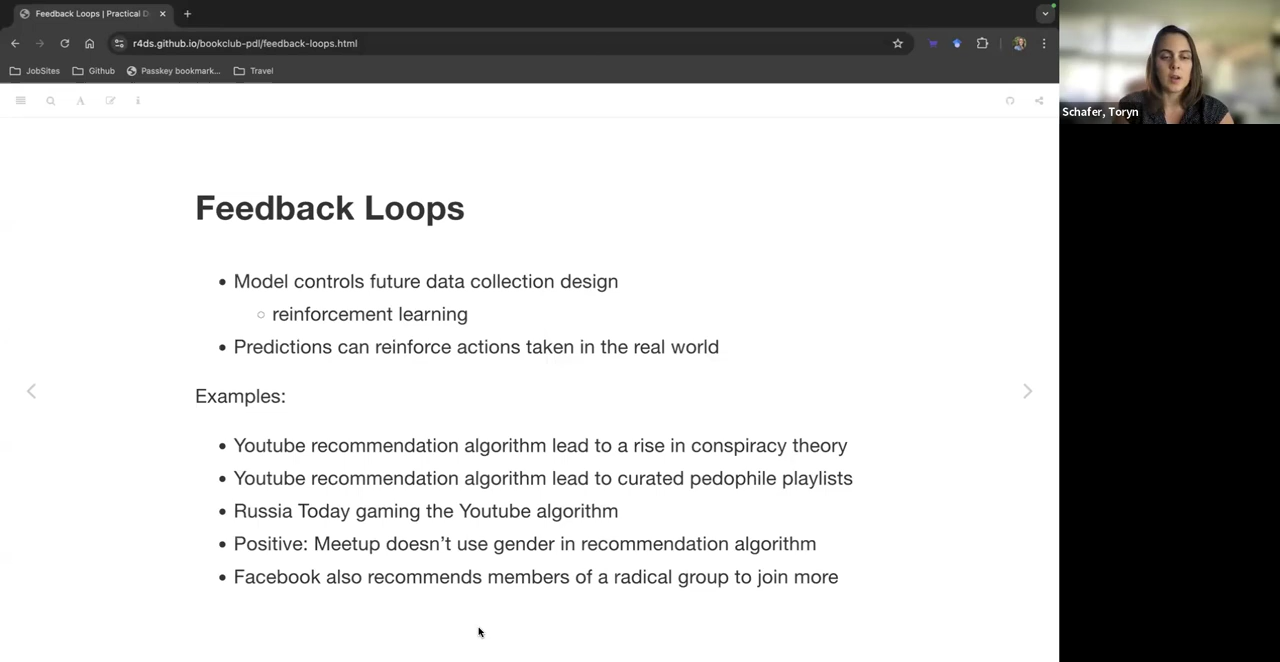 Feedback Loops | Practical D
r4ds.github.io/bookclub-pdl/feedback-loops.html
JobSites
Github
Passkey bookmark...
Travel
Schafer, Toryn
Feedback Loops
Model controls future data collection design
reinforcement learning
Predictions can reinforce actions taken in the real world
Examples:
Youtube recommendation algorithm lead to a rise in conspiracy theory
Youtube recommendation algorithm lead to curated pedophile playlists
Russia Today gaming the Youtube algorithm
Positive: Meetup doesn't use gender in recommendation algorithm
Facebook also recommends members of a radical group to join more